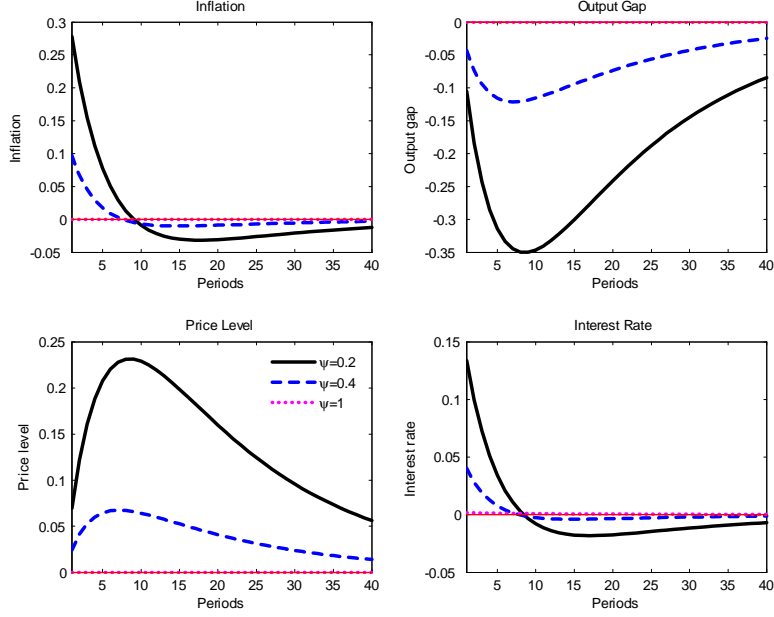 Inflation
0.3
0.25
0.2
0.15
0.1
0.05
0
-0.05
Inflation
5 10 15 20 25 30 35 40
Periods
Output Gap
0
-0.05
-0.1
-0.15
-0.2
-0.25
-0.3
-0.35
Output gap
5 10 15 20 25 30 35 40
Periods
Price Level
0.25
0.2
0.15
0.1
0.05
0
Price level
ψ=0.2
ψ=0.4
ψ=1
5 10 15 20 25 30 35 40
Periods
Interest Rate
0.15
0.1
0.05
0
-0.05
Interest rate
5 10 15 20 25 30 35 40
Periods